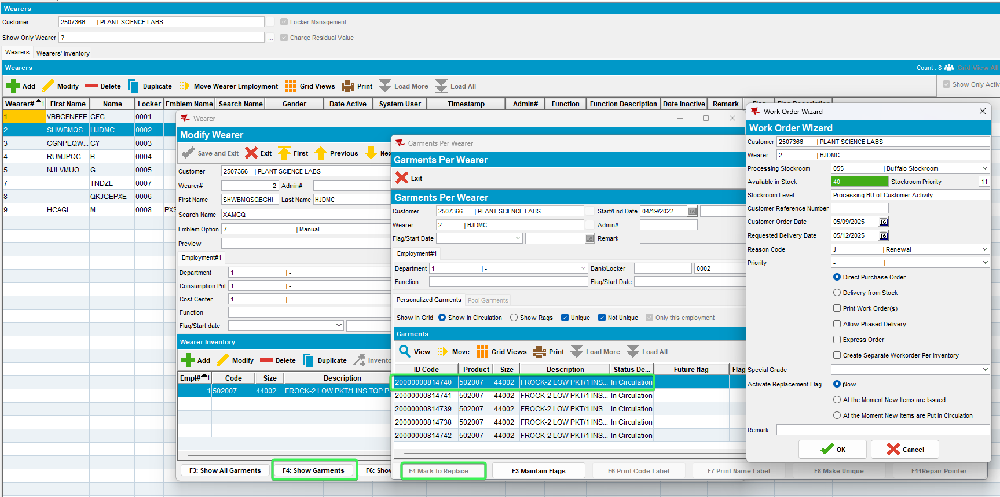 Wearers
Customer 2507366 | PLANT SCIENCE LABS ... Locker Management
Show Only Wearer ? ... Charge Residual Value
Wearers Wearers' Inventory
Wearers Count : 8 Grid View All
Add Modify Delete Duplicate Move Wearer Employment Grid Views Print Load More Load All Show Only Activ
Wearer# 1 First Name Name Locker Emblem Name Search Name Gender Date Active System User Timestamp Admin# Function Function Description Date Inactive Remark
1 VBBCFNFFE GFG 0001
2 SHWBMQS... HJDMC 0002
3 CGNPEQW... CY 0003
4 RUMJPQG... B 0004
5 NJLVMUO... G 0005
7 TNDZL 0007
8 QKJCEPXE 0006
9 HCAGL M 0008 PXS
Wearer
Modify Wearer
Save and Exit Exit First Previous Nex
Customer 2507366 | PLANT SCIENCE LABS
Wearer# 2 Admin#
First Name SHWBMQSQBGHI Last Name HJDMC
Search Name XAMGQ
Emblem Option 7 | Manual
Preview
Employment#1
Department 1 | -
Consumption Pnt 1 | -
Cost Center 1 | -
Function
Flag/Start date
Wearer Inventory
Add Modify Delete Duplicate Invento
Empl# 1 Code Size Description
1 502007 44002 FROCK-2 LOW PKT/1 INS TOP P
F3: Show All Garments F4: Show Garments F6: Show
Garments Per Wearer
Garments Per Wearer
Exit
Garments Per Wearer
Customer 2507366 | PLANT SCIENCE LABS ... Start/End Date 04/19/2022 16
Wearer 2 | HJDMC ... Admin#
Flag/Start Date 16 Remark
Employment#1
Department 1 | - Bank/Locker 0002
Function Flag/Start Date
Personalized Garments Pool Garments
Show In Grid Show In Circulation Show Rags Unique Not Unique Only this employment
Garments
View Move Grid Views Print Load More Load All
ID Code Product Size Description Status De... Future flag Flag
20000000814740 502007 44002 FROCK-2 LOW PKT/1 INS... In Circulation
20000000814741 502007 44002 FROCK-2 LOW PKT/1 INS... In Circulation
20000000814739 502007 44002 FROCK-2 LOW PKT/1 INS... In Circulation
20000000814738 502007 44002 FROCK-2 LOW PKT/1 INS... In Circulation
20000000814742 502007 44002 FROCK-2 LOW PKT/1 INS... In Circulation
F4 Mark to Replace F3 Maintain Flags F6 Print Code Label F7 Print Name Label F8 Make Unique F11Repair Pointer
Work Order Wizard
Work Order Wizard
Customer 2507366 | PLANT SCIENCE LABS
Wearer 2 | HJDMC
Processing Stockroom 055 | Buffalo Stockroom
Available in Stock 40 Stockroom Priority 11
Stockroom Level Processing BU of Customer Activity
Customer Reference Number
Customer Order Date 05/09/2025 16
Requested Delivery Date 05/12/2025 16
Reason Code J | Renewal
Priority - |
Direct Purchase Order
Delivery from Stock
Print Work Order(s)
Allow Phased Delivery
Express Order
Create Separate Workorder Per Inventory
Special Grade
Activate Replacement Flag Now
At the Moment New Items are Issued
At the Moment New Items are Put In Circulation
Remark
OK Cancel